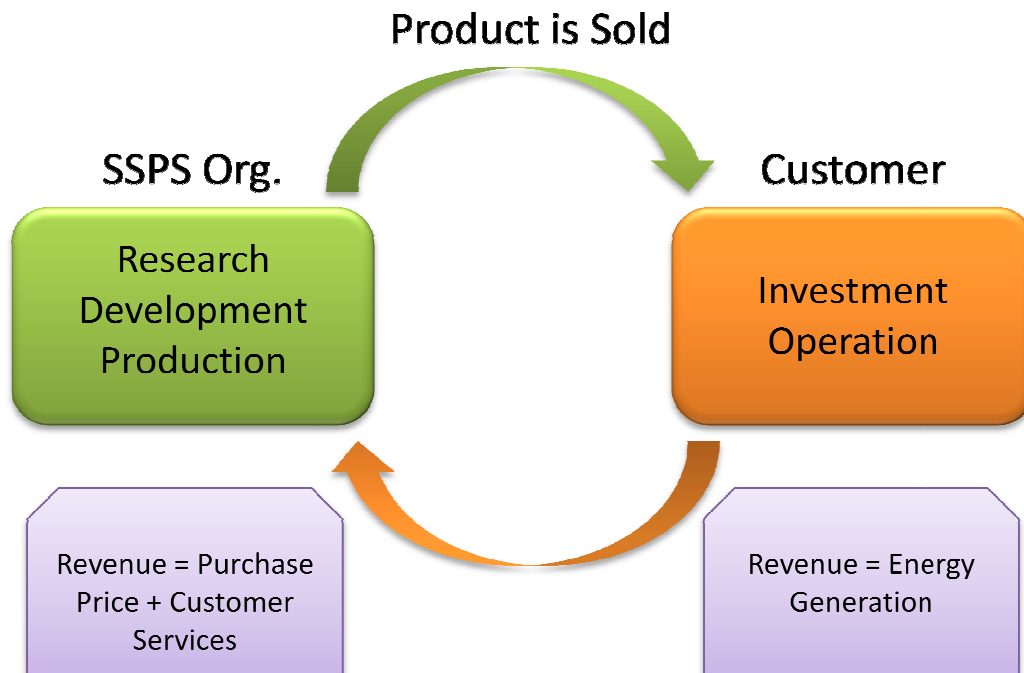 Product is Sold
SSPS Org.
Customer
Research
Development
Production
Investment
Operation
Revenue = Purchase
Price + Customer
Services
Revenue = Energy
Generation